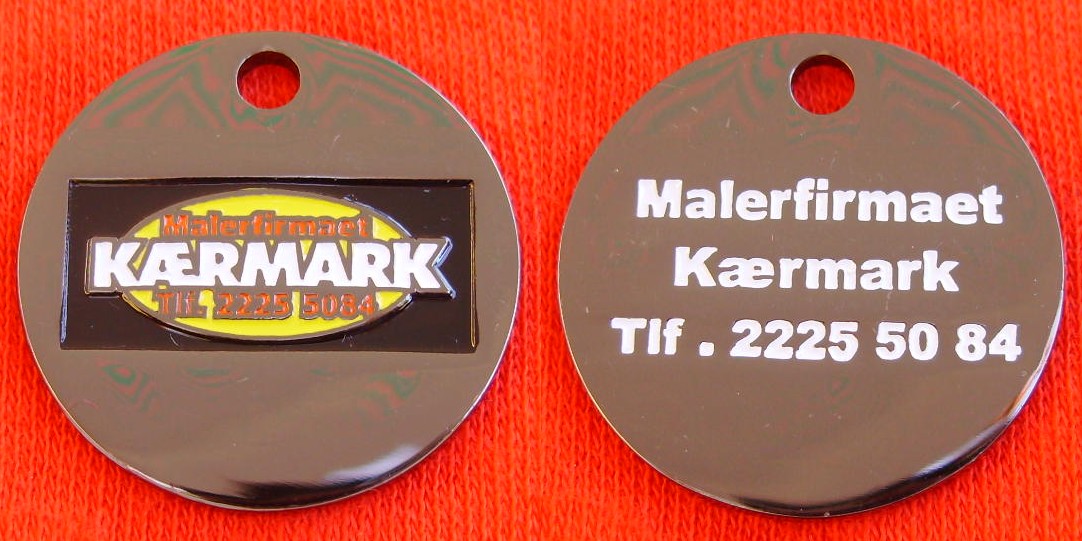 Malerfirmaet
KÆRMARK
Tlf. 2225 5084
Malerfirmaet
Kærmark
Tlf . 2225 50 84